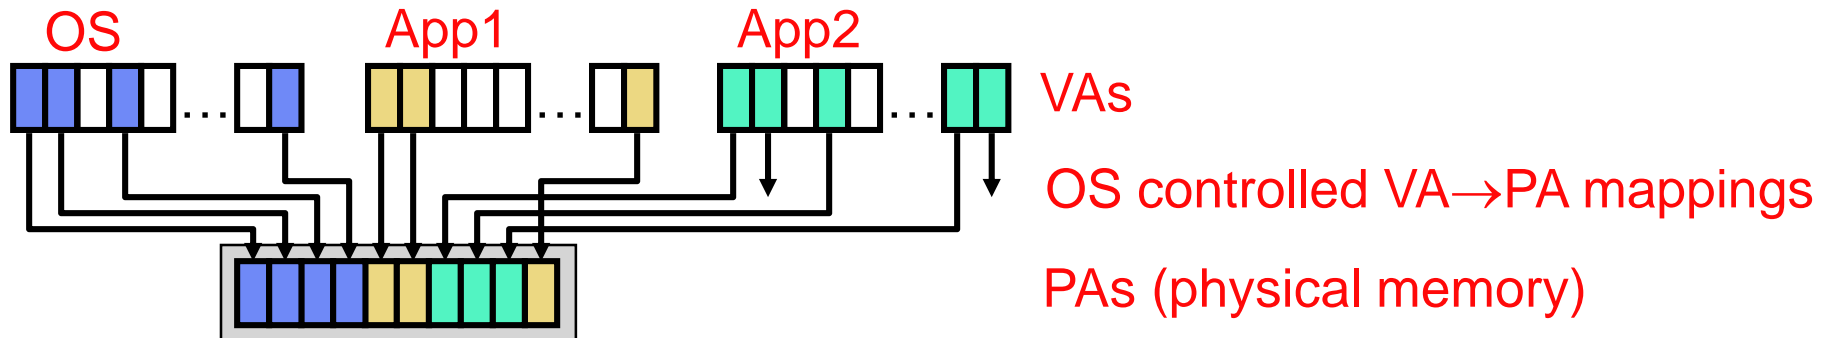 OS App1 App2
... ... ... VAs
OS controlled VA→PA mappings
PAs (physical memory)